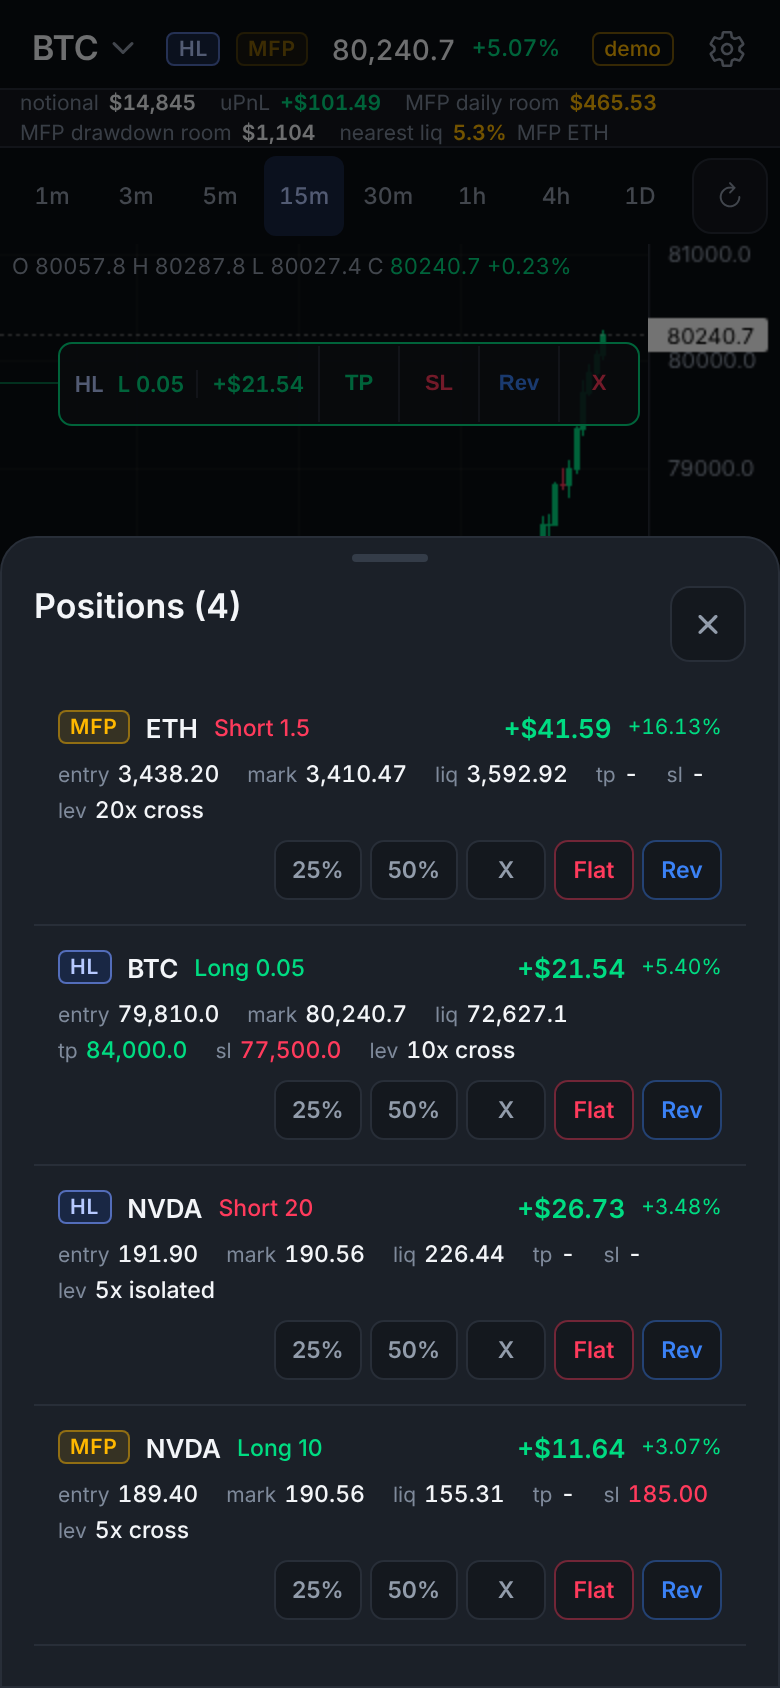 BTC HL MFP 80,240.7 +5.07% demo
notional $14,845 uPnL +$101.49 MFP daily room $465.53
MFP drawdown room $1,104 nearest liq 5.3% MFP ETH
1m 3m 5m 15m 30m 1h 4h 1D
81000.0
O 80057.8 H 80287.8 L 80027.4 C 80240.7 +0.23%
80240.7
80000.0
HL L 0.05 +$21.54 TP SL Rev X
79000.0
Positions (4)
MFP ETH Short 1.5 +$41.59 +16.13%
entry 3,438.20 mark 3,410.47 liq 3,592.92 tp - sl -
lev 20x cross
25% 50% X Flat Rev
HL BTC Long 0.05 +$21.54 +5.40%
entry 79,810.0 mark 80,240.7 liq 72,627.1
tp 84,000.0 sl 77,500.0 lev 10x cross
25% 50% X Flat Rev
HL NVDA Short 20 +$26.73 +3.48%
entry 191.90 mark 190.56 liq 226.44 tp - sl -
lev 5x isolated
25% 50% X Flat Rev
MFP NVDA Long 10 +$11.64 +3.07%
entry 189.40 mark 190.56 liq 155.31 tp - sl 185.00
lev 5x cross
25% 50% X Flat Rev